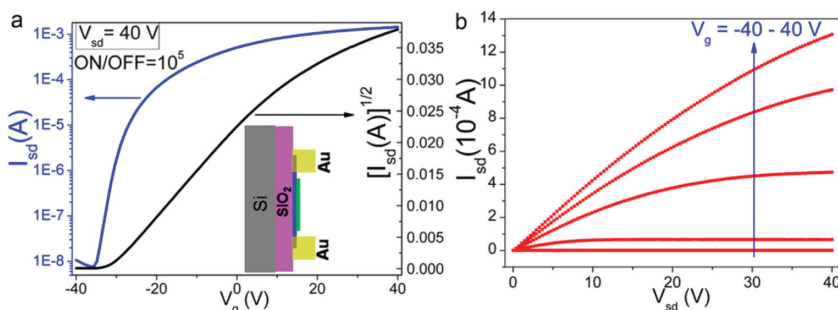 a
V_sd = 40 V
ON/OFF=10^5
I_sd(A)
1E-3
1E-4
1E-5
1E-6
1E-7
1E-8
-40
-20
0
20
40
V_g (V)
[I_sd(A)]^1/2
0.035
0.030
0.025
0.020
0.015
0.010
0.005
0.000
Si
SIO_2
Au
Au
b
V_g = -40 - 40 V
I_sd(10^-4A)
14
12
10
8
6
4
2
0
0
10
20
30
40
V_sd(V)